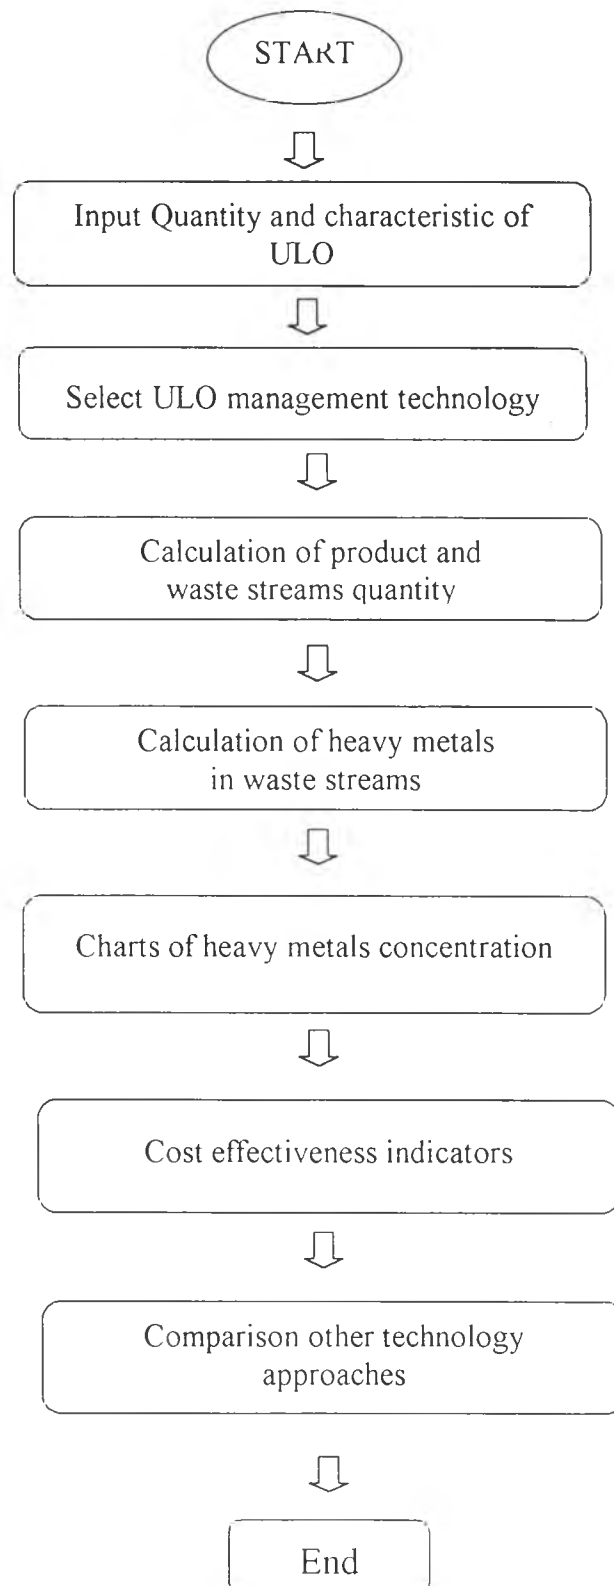 START
Input Quantity and characteristic of
ULO
Select ULO management technology
Calculation of product and
waste streams quantity
Calculation of heavy metals
in waste streams
Charts of heavy metals concentration
Cost effectiveness indicators
Comparison other technology
approaches
End